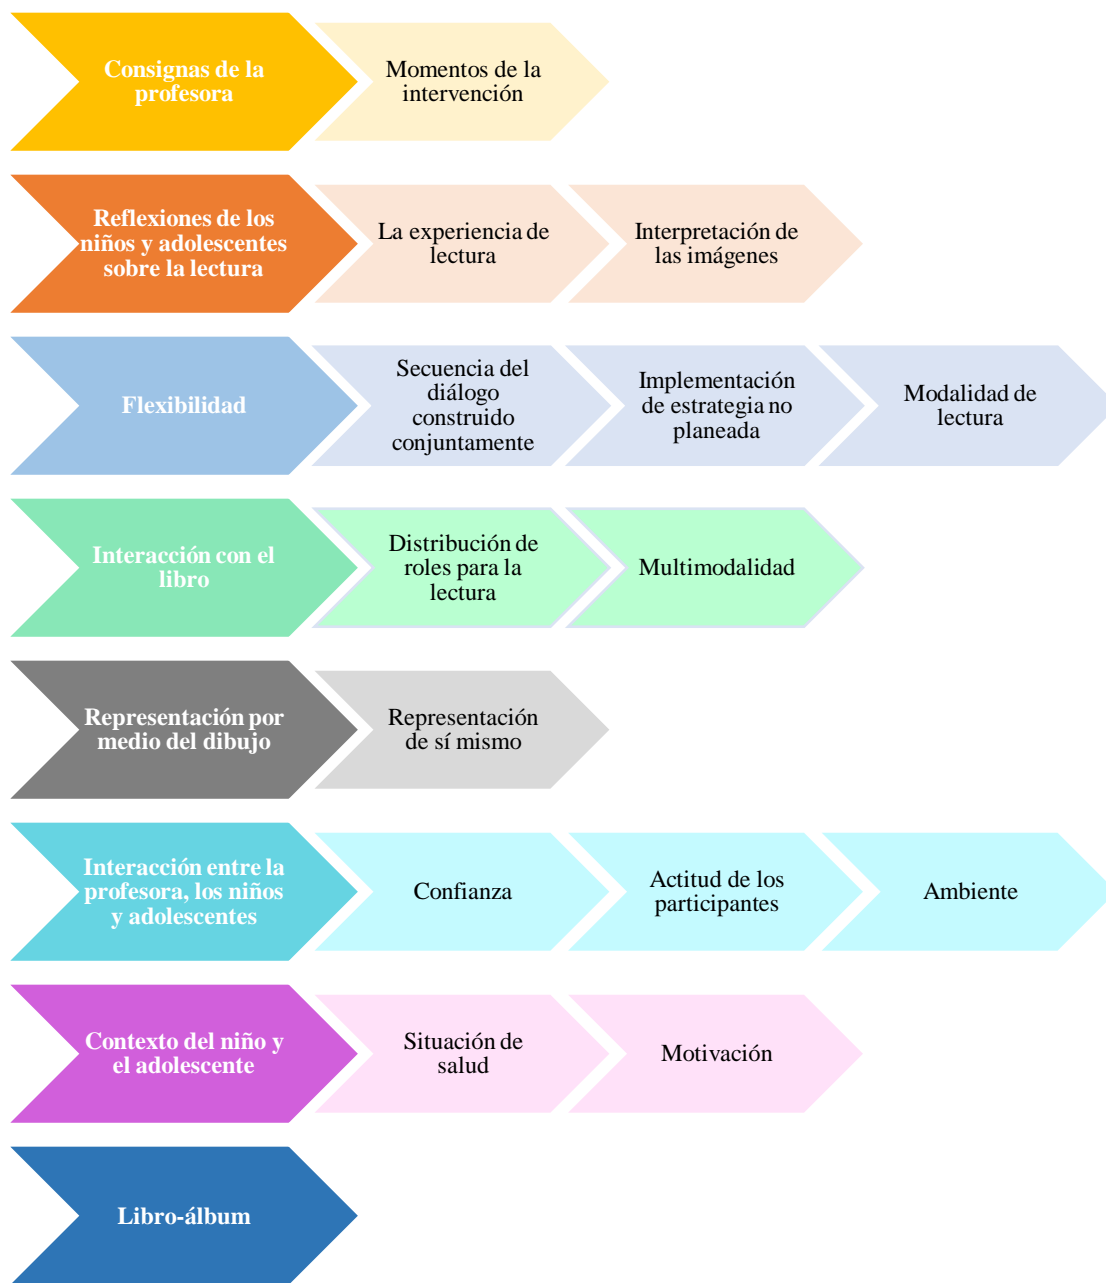 Consignas de la
profesora
Momentos de la
intervención
Reflexiones de los
niños y adolescentes
sobre la lectura
La experiencia de
lectura
Interpretación de
las imágenes
Flexibilidad
Secuencia del
diálogo
construido
conjuntamente
Implementación
de estrategia no
planeada
Modalidad de
lectura
Interacción con el
libro
Distribución de
roles para la
lectura
Multimodalidad
Representación por
medio del dibujo
Representación
de sí mismo
Interacción entre la
profesora, los niños
y adolescentes
Confianza
Actitud de los
participantes
Ambiente
Contexto del niño y
el adolescente
Situación de
salud
Motivación
Libro-álbum